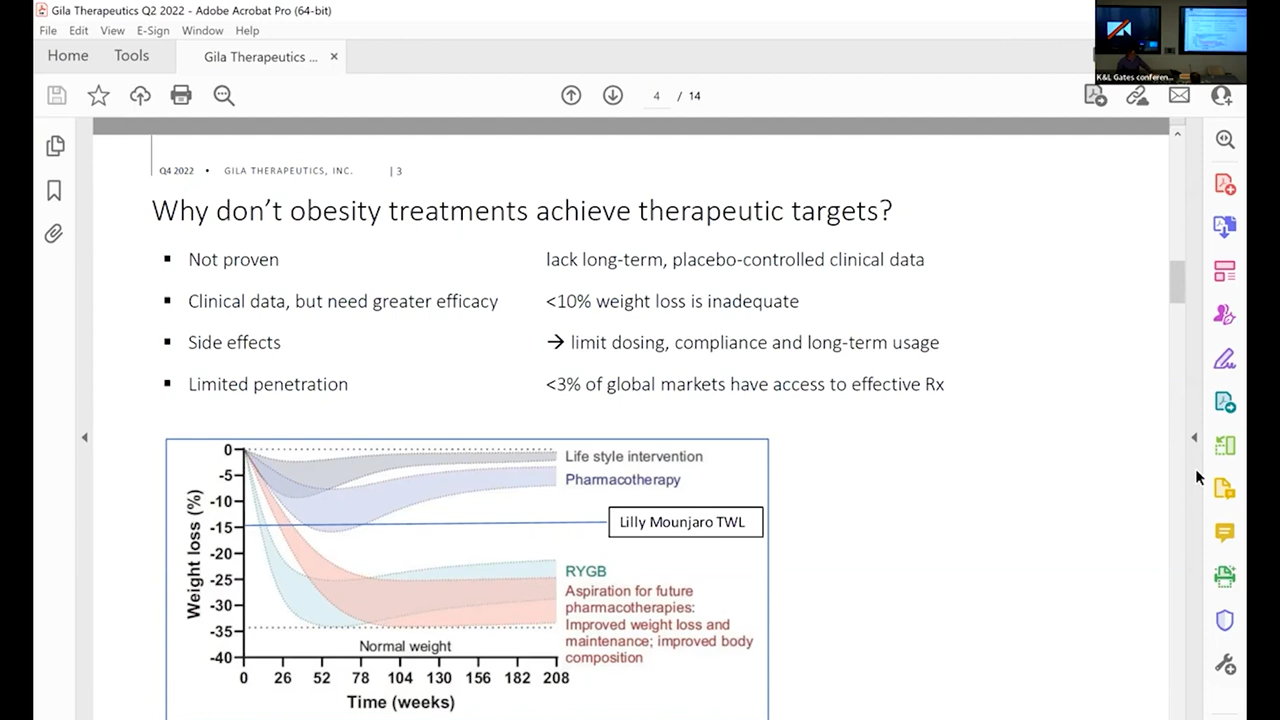 Gila Therapeutics Q2 2022 - Adobe Acrobat Pro (64-bit)
File Edit View E-Sign Window Help
Home Tools Gila Therapeutics ... ×
4 / 14
K&L Gates conferen...
Q4 2022 • GILA THERAPEUTICS, INC. | 3
Why don't obesity treatments achieve therapeutic targets?
▪ Not proven lack long-term, placebo-controlled clinical data
▪ Clinical data, but need greater efficacy <10% weight loss is inadequate
▪ Side effects → limit dosing, compliance and long-term usage
▪ Limited penetration <3% of global markets have access to effective Rx
0
-5
-10
-15
-20
-25
-30
-35
-40
Weight loss (%)
Life style intervention
Pharmacotherapy
Lilly Mounjaro TWL
RYGB
Aspiration for future
pharmacotherapies:
Improved weight loss and
maintenance; improved body
composition
Normal weight
0 26 52 78 104 130 156 182 208
Time (weeks)